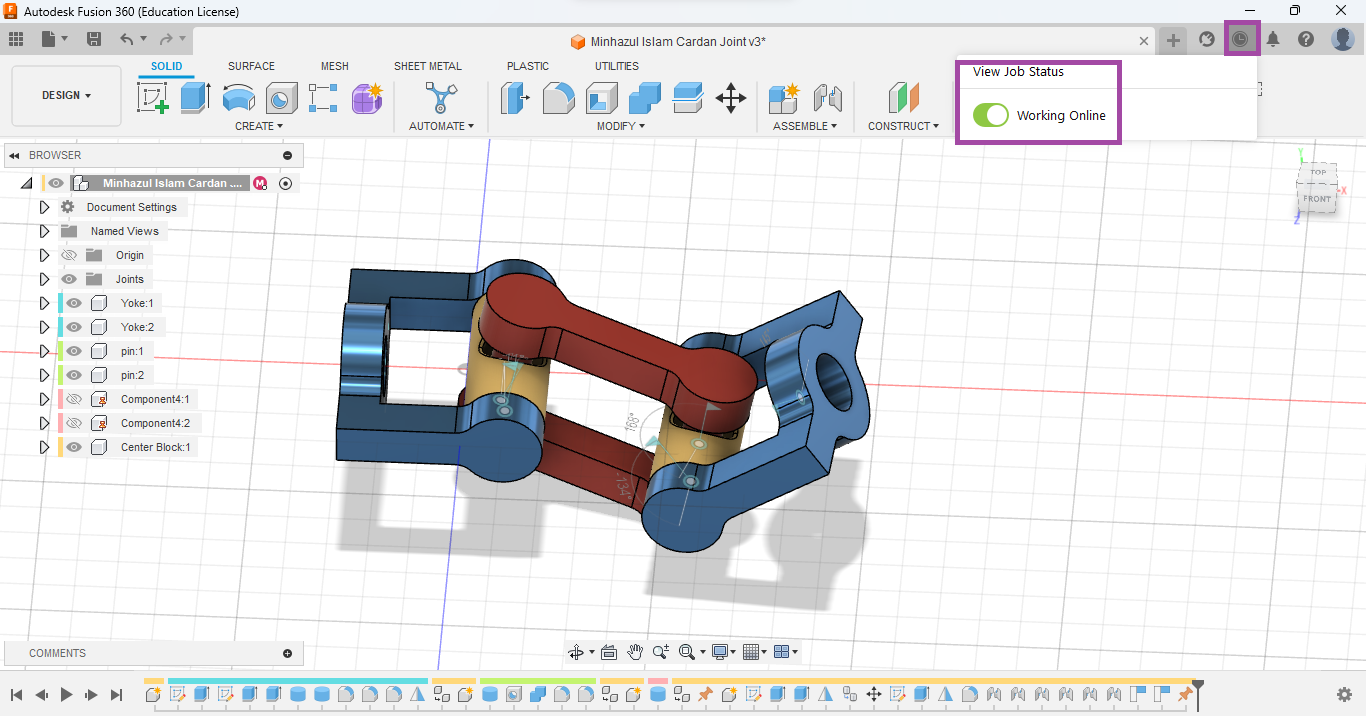 Autodesk Fusion 360 (Education License)
Minhazul Islam Cardan Joint v3*
SOLID SURFACE MESH SHEET METAL PLASTIC UTILITIES
View Job Status
DESIGN
Working Online
CREATE AUTOMATE MODIFY ASSEMBLE CONSTRUCT
BROWSER
Minhazul Islam Cardan ....
M
Document Settings
Named Views
Origin
Joints
Yoke:1
Yoke:2
pin:1
pin:2
Component4:1
Component4:2
Center Block:1
Y
TOP
FRONT
X
Z
168°
-134°
COMMENTS